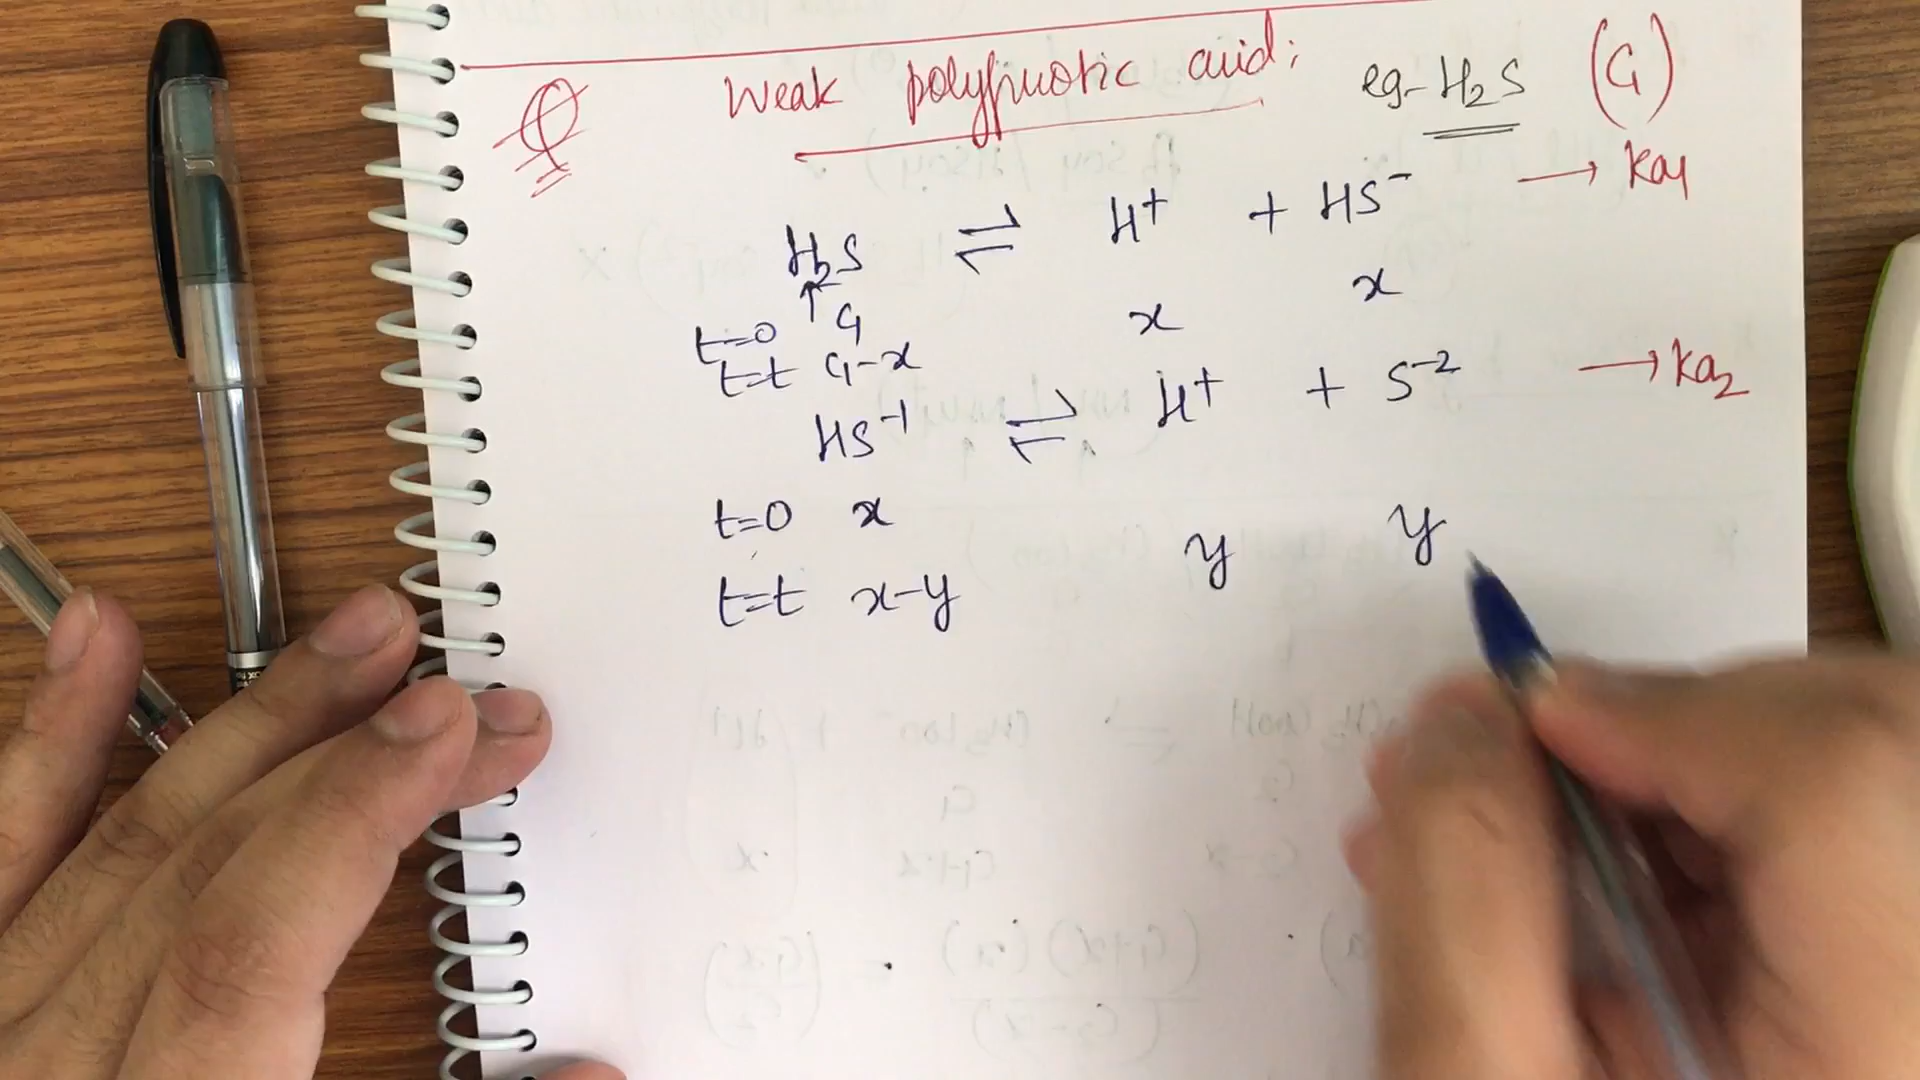 Weak polyprotic acid; eg- H₂S (C₁)
H₂S ⇌ H⁺ + HS⁻ → Ka₁
t=0 C₁
t=t C₁-x x x
HS⁻¹ ⇌ H⁺ + S⁻² → Ka₂
t=0 x
t=t x-y y y